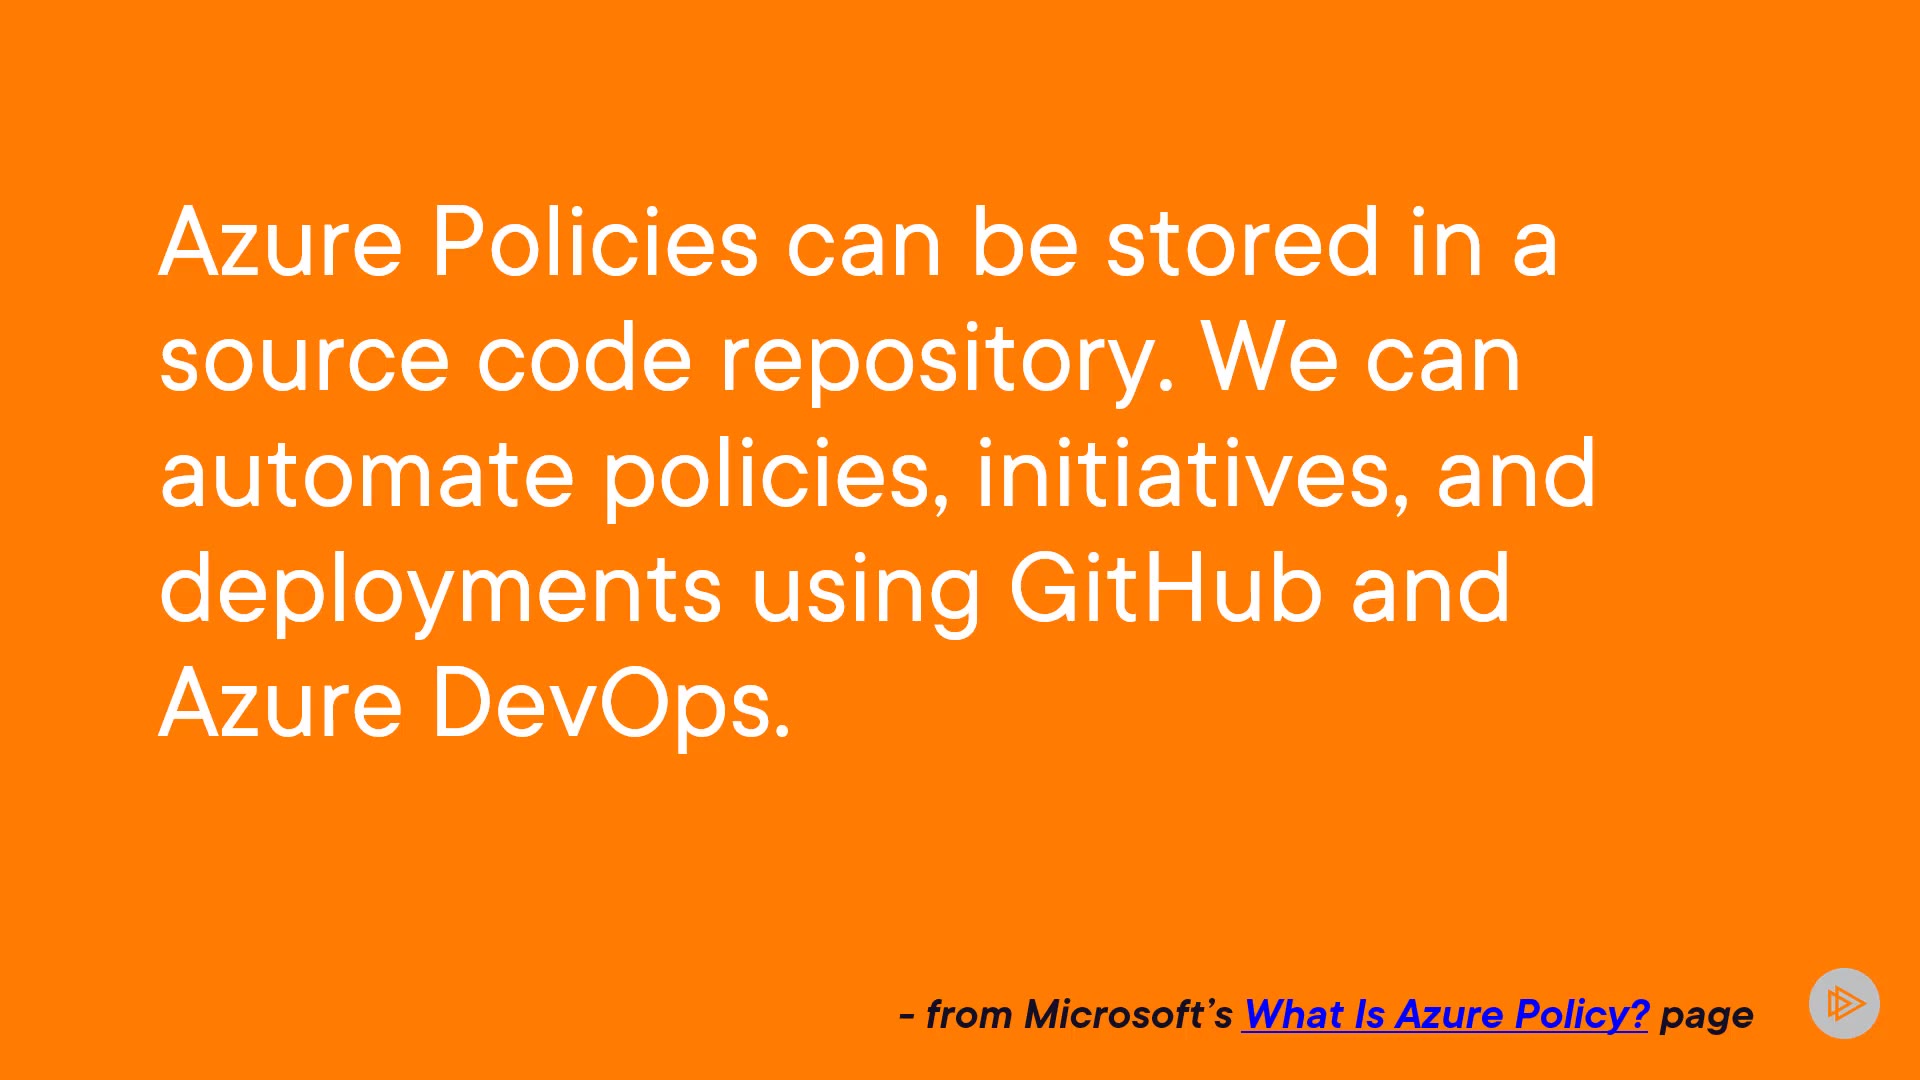 Azure Policies can be stored in a
source code repository. We can
automate policies, initiatives, and
deployments using GitHub and
Azure DevOps.
- from Microsoft’s What Is Azure Policy? page